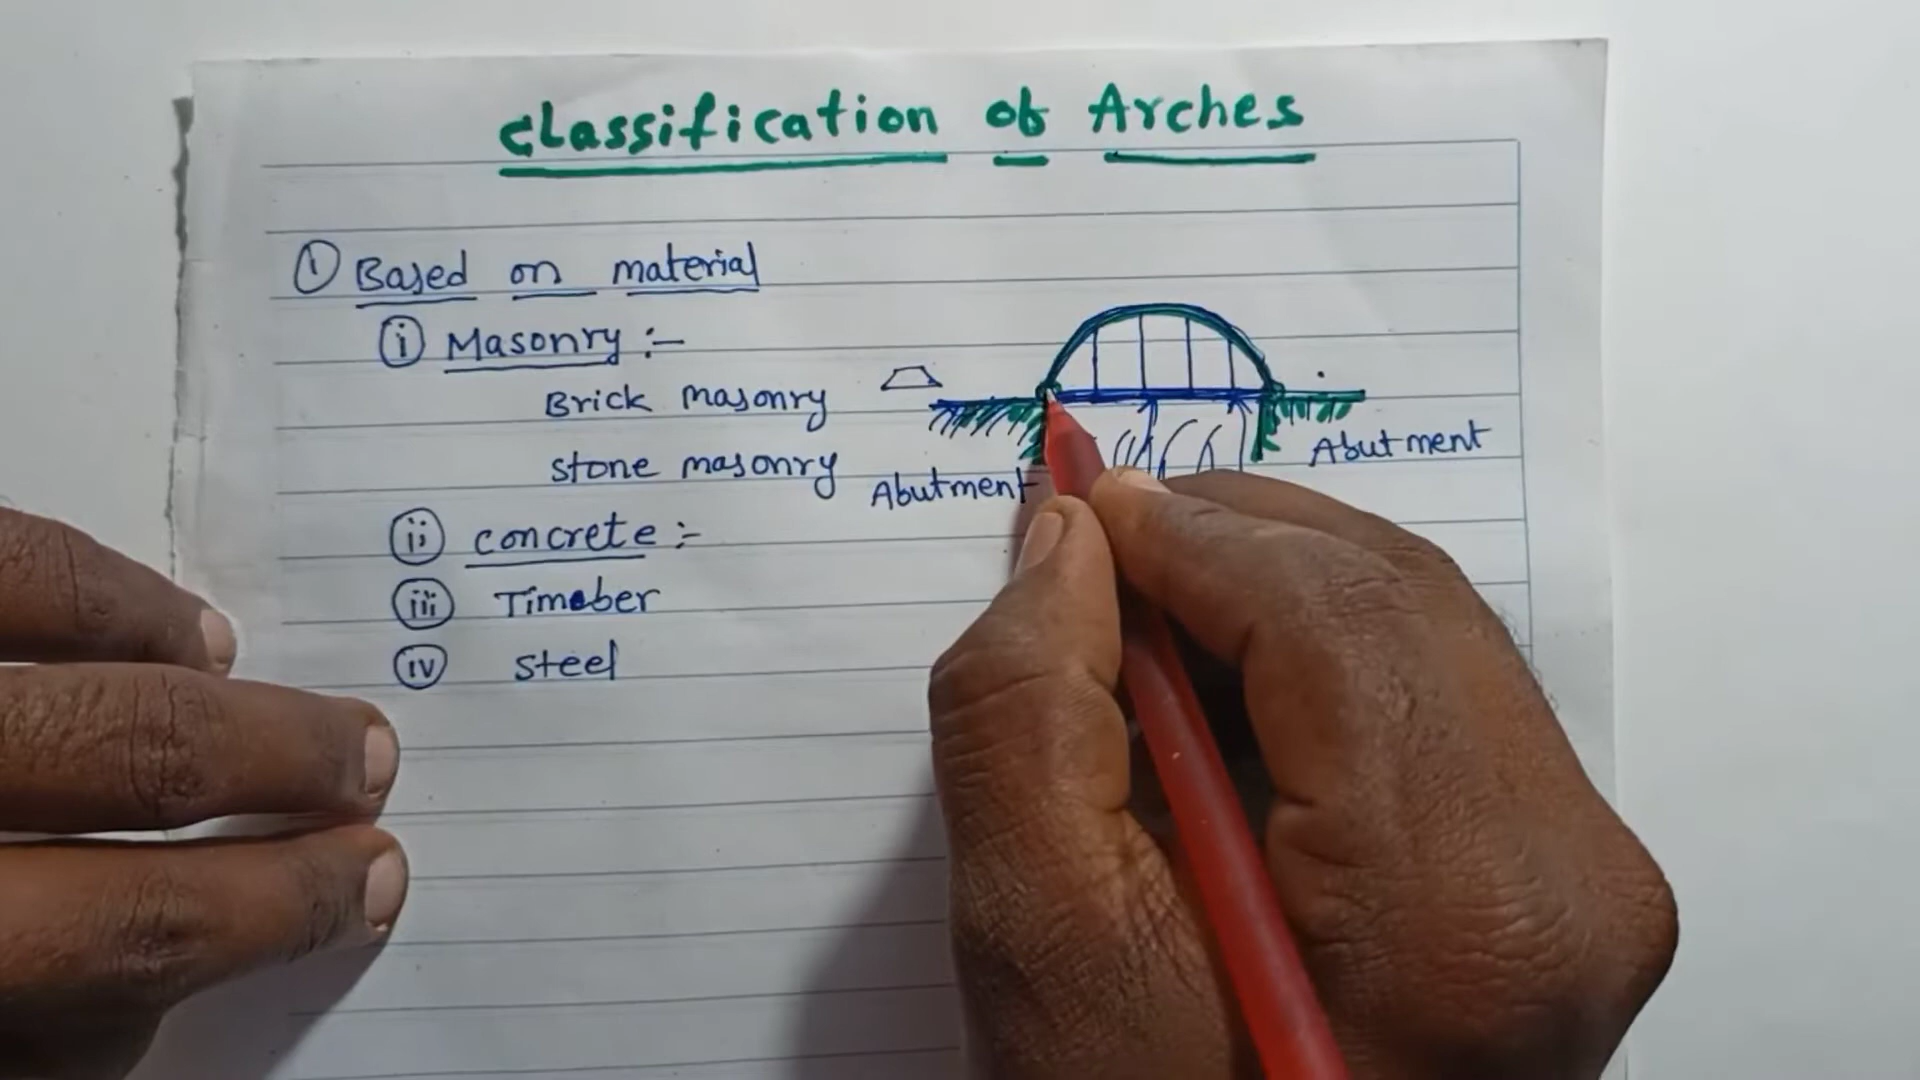 classification of Arches
① Based on material
ⓘ Masonry :-
Brick masonry
stone masonry
Abutment
Abutment
ⓘⓘ concrete :-
iii Timber
iv steel